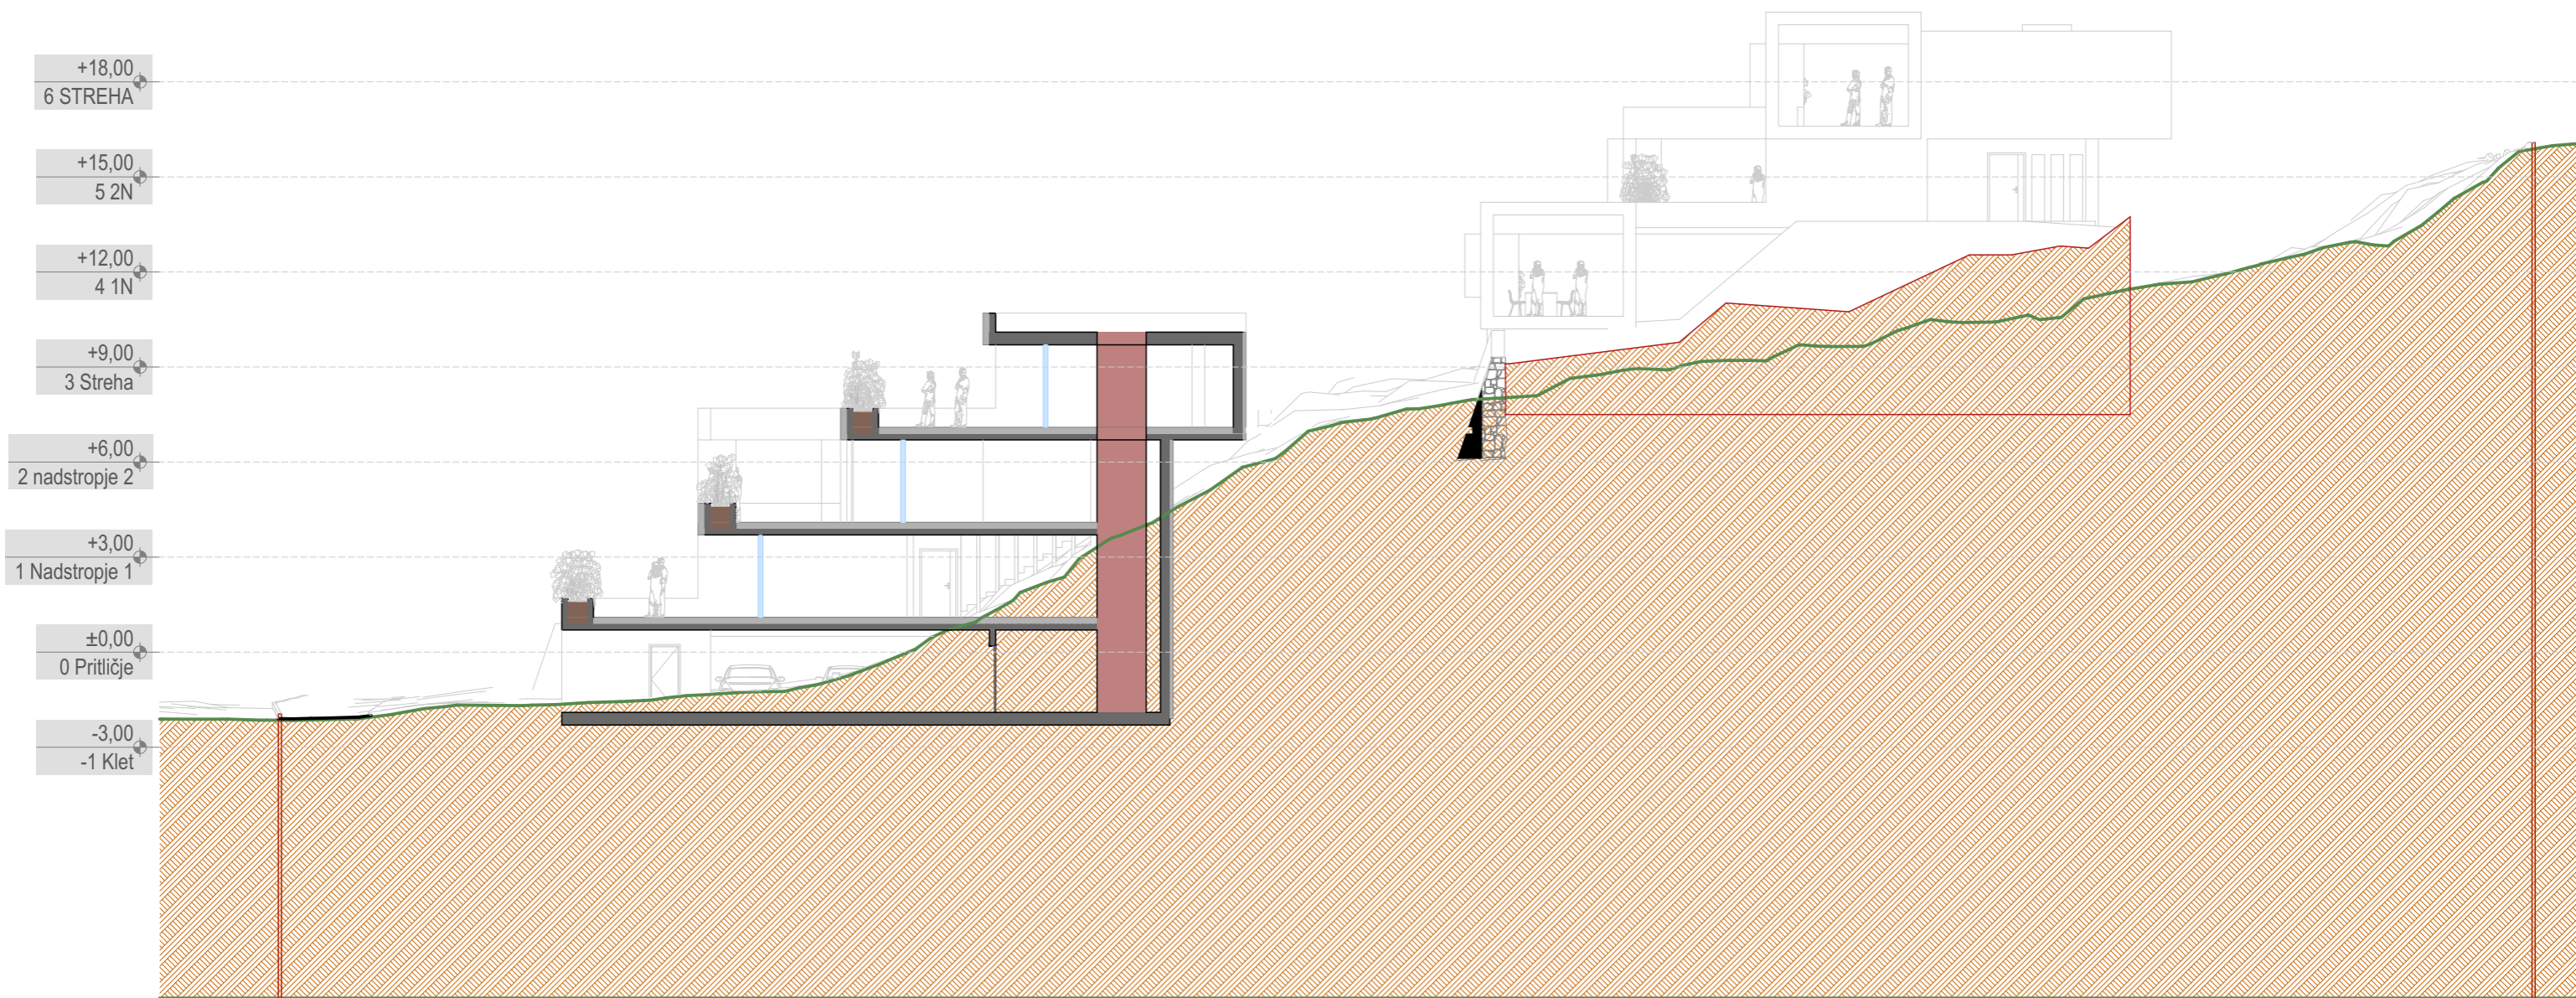 +18,00
6 STREHA
+15,00
5 2N
+12,00
4 1N
+9,00
3 Streha
+6,00
2 nadstropje 2
+3,00
1 Nadstropje 1
±0,00
0 Pritličje
-3,00
-1 Klet